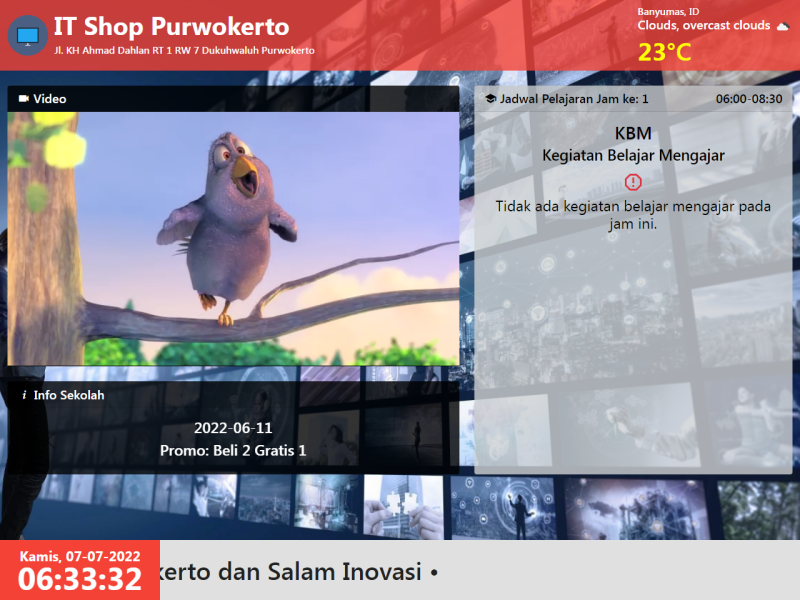 IT Shop Purwokerto
Jl. KH Ahmad Dahlan RT 1 RW 7 Dukuhwaluh Purwokerto
Banyumas, ID
Clouds, overcast clouds
23°C
Video
Jadwal Pelajaran Jam ke: 1 06:00-08:30
KBM
Kegiatan Belajar Mengajar
Tidak ada kegiatan belajar mengajar pada
jam ini.
i Info Sekolah
2022-06-11
Promo: Beli 2 Gratis 1
Kamis, 07-07-2022
06:33:32
kerto dan Salam Inovasi •